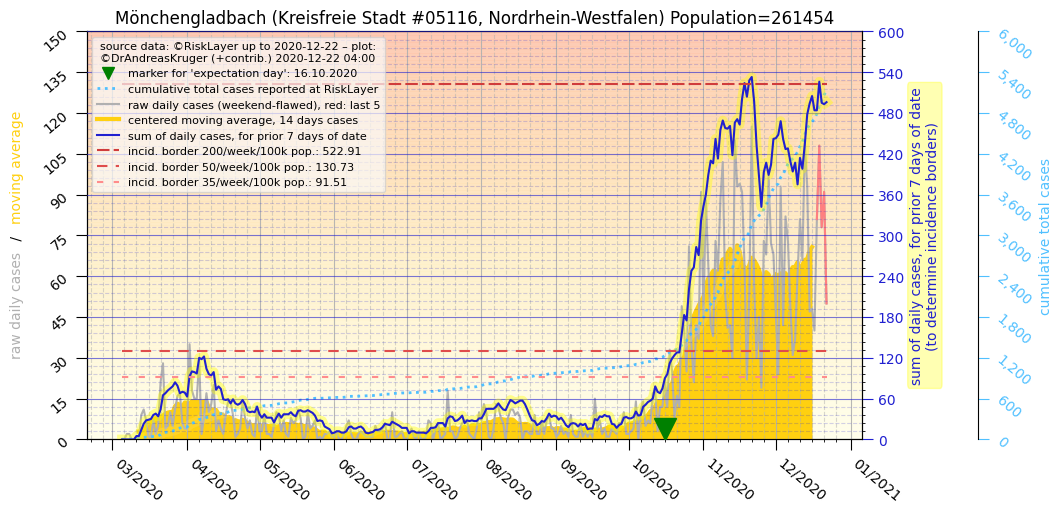 Mönchengladbach (Kreisfreie Stadt #05116, Nordrhein-Westfalen) Population=261454
source data: ©RiskLayer up to 2020-12-22 – plot:
©DrAndreasKruger (+contrib.) 2020-12-22 04:00
marker for 'expectation day': 16.10.2020
cumulative total cases reported at RiskLayer
raw daily cases (weekend-flawed), red: last 5
centered moving average, 14 days cases
sum of daily cases, for prior 7 days of date
incid. border 200/week/100k pop.: 522.91
incid. border 50/week/100k pop.: 130.73
incid. border 35/week/100k pop.: 91.51
raw daily cases / moving average
150
135
120
105
90
75
60
45
30
15
0
03/2020
04/2020
05/2020
06/2020
07/2020
08/2020
09/2020
10/2020
11/2020
12/2020
01/2021
600
540
480
420
360
300
240
180
120
60
0
sum of daily cases, for prior 7 days of date
(to determine incidence borders)
6,000
5,400
4,800
4,200
3,600
3,000
2,400
1,800
1,200
600
0
cumulative total cases